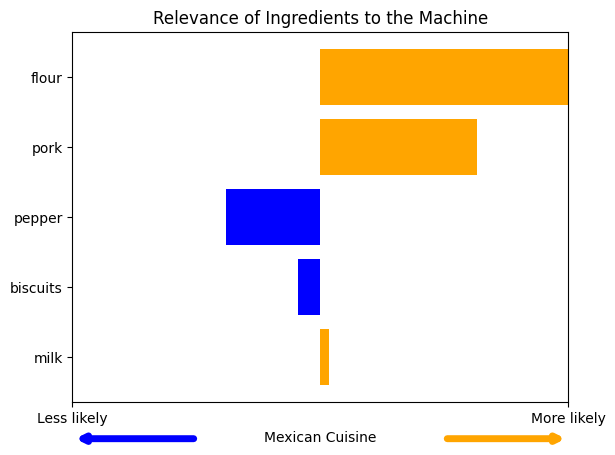 Relevance of Ingredients to the Machine
flour
pork
pepper
biscuits
milk
Less likely
More likely
Mexican Cuisine